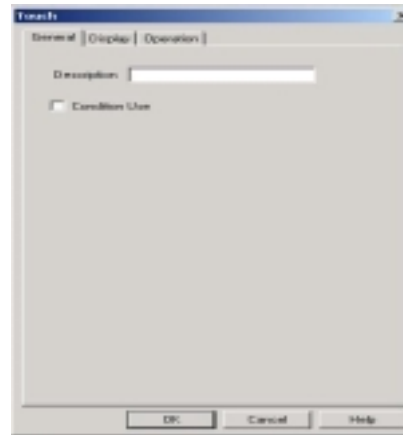 Touch
General Display Operation
Description
Condition Use
OK Cancel Help